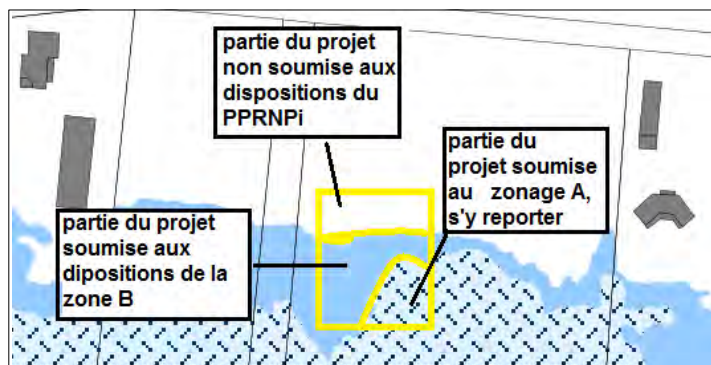 partie du projet
non soumise aux
dispositions du
PPRNPi
partie du
projet soumise
au zonage A,
s'y reporter
partie du projet
soumise aux
dipositions de la
zone B